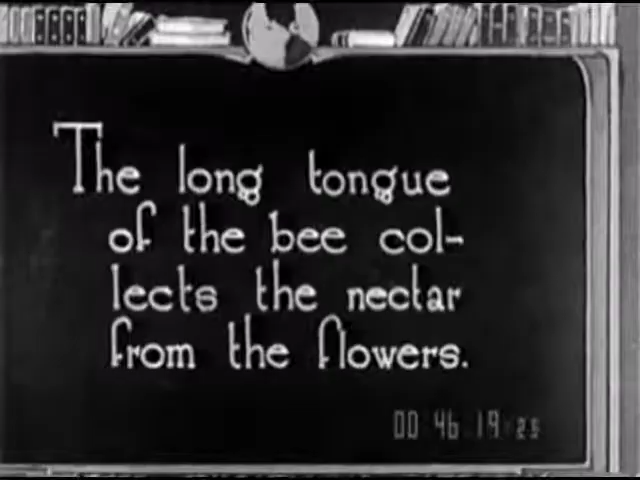 The long tongue
of the bee col-
lects the nectar
from the flowers.
00:46:19:25